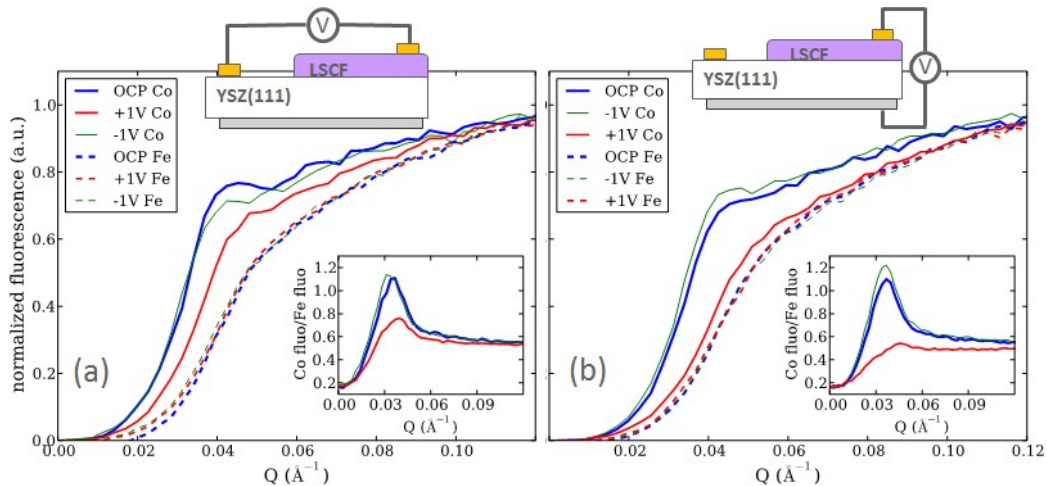 V
LSCF
YSZ(111)
OCP Co
+1V Co
-1V Co
OCP Fe
+1V Fe
-1V Fe
normalized fluorescence (a.u.)
1.0
0.8
0.6
0.4
0.2
0.0
(a)
Co fluo/Fe fluo
1.2
1.0
0.8
0.6
0.4
0.2
0.00 0.03 0.06 0.09
Q (Å⁻¹)
0.00 0.02 0.04 0.06 0.08 0.10
Q (Å⁻¹)
V
LSCF
YSZ(111)
OCP Co
-1V Co
+1V Co
OCP Fe
-1V Fe
+1V Fe
(b)
Co fluo/Fe fluo
1.2
1.0
0.8
0.6
0.4
0.2
0.00 0.03 0.06 0.09
Q (Å⁻¹)
0.02 0.04 0.06 0.08 0.10 0.12
Q (Å⁻¹)